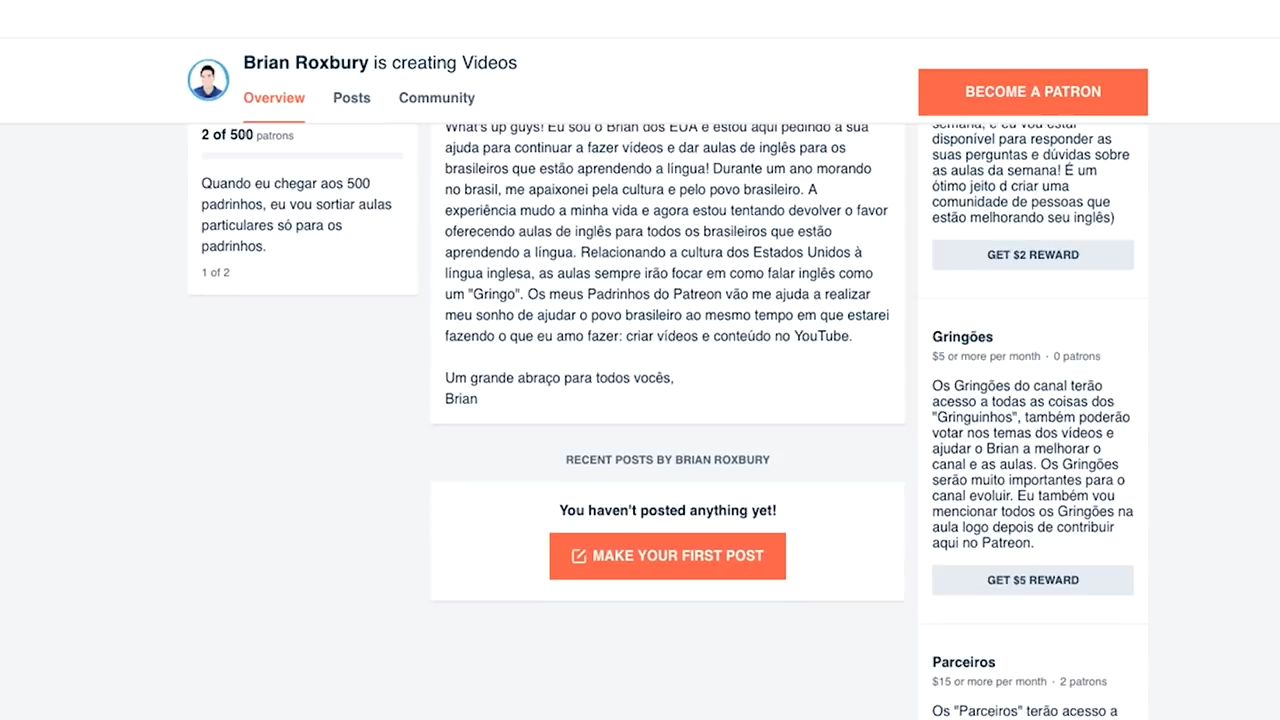 Brian Roxbury is creating Videos
Overview Posts Community
BECOME A PATRON
2 of 500 patrons
Quando eu chegar aos 500
padrinhos, eu vou sortiar aulas
particulares só para os
padrinhos.
1 of 2
What's up guys! Eu sou o Brian dos EUA e estou aqui pedindo a sua
ajuda para continuar a fazer vídeos e dar aulas de inglês para os
brasileiros que estão aprendendo a língua! Durante um ano morando
no brasil, me apaixonei pela cultura e pelo povo brasileiro. A
experiência mudo a minha vida e agora estou tentando devolver o favor
oferecendo aulas de inglês para todos os brasileiros que estão
aprendendo a língua. Relacionando a cultura dos Estados Unidos à
língua inglesa, as aulas sempre irão focar em como falar inglês como
um "Gringo". Os meus Padrinhos do Patreon vão me ajuda a realizar
meu sonho de ajudar o povo brasileiro ao mesmo tempo em que estarei
fazendo o que eu amo fazer: criar vídeos e conteúdo no YouTube.
Um grande abraço para todos vocês,
Brian
RECENT POSTS BY BRIAN ROXBURY
You haven't posted anything yet!
MAKE YOUR FIRST POST
semana, e eu vou estar
disponível para responder as
suas perguntas e dúvidas sobre
as aulas da semana! É um
ótimo jeito d criar uma
comunidade de pessoas que
estão melhorando seu inglês)
GET $2 REWARD
Gringões
$5 or more per month · 0 patrons
Os Gringões do canal terão
acesso a todas as coisas dos
"Gringuinhos", também poderão
votar nos temas dos vídeos e
ajudar o Brian a melhorar o
canal e as aulas. Os Gringões
serão muito importantes para o
canal evoluir. Eu também vou
mencionar todos os Gringões na
aula logo depois de contribuir
aqui no Patreon.
GET $5 REWARD
Parceiros
$15 or more per month · 2 patrons
Os "Parceiros" terão acesso a